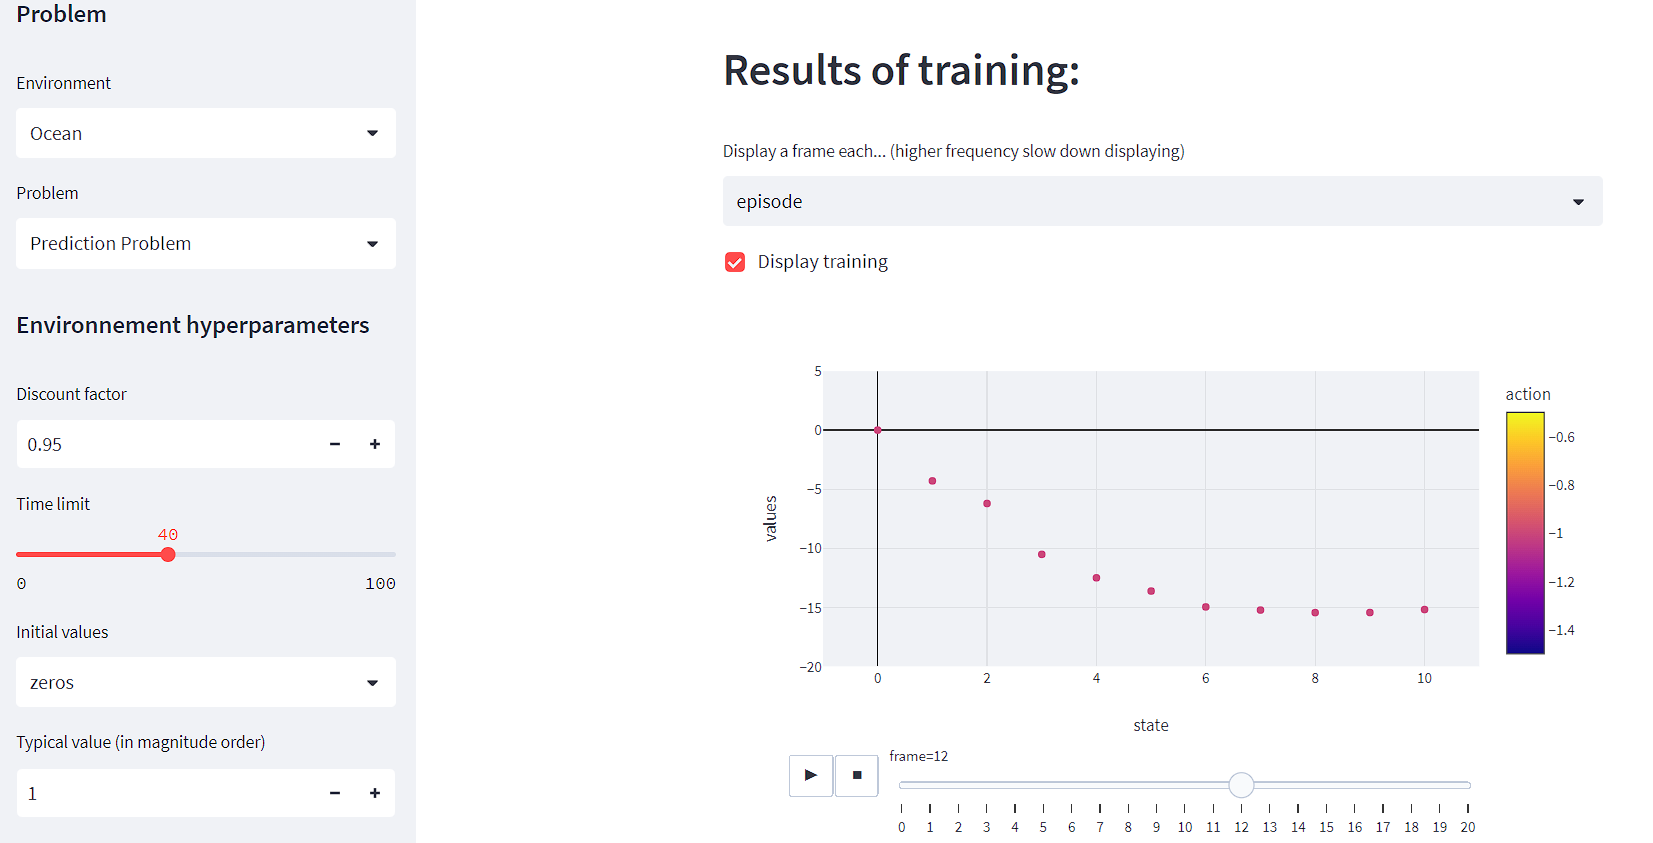 Problem
Environment
Ocean
Problem
Prediction Problem
Environnement hyperparameters
Discount factor
0.95
Time limit
40
0 100
Initial values
zeros
Typical value (in magnitude order)
1
Results of training:
Display a frame each... (higher frequency slow down displaying)
episode
Display training
5
0
−5
−10
−15
−20
values
0 2 4 6 8 10
state
action
−0.6
−0.8
−1
−1.2
−1.4
frame=12
0 1 2 3 4 5 6 7 8 9 10 11 12 13 14 15 16 17 18 19 20